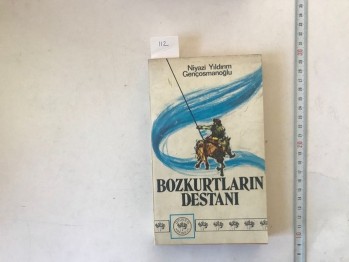 112
Niyazi Yıldırım
Gençosmanoğlu
BOZKURTLARIN
DESTANI